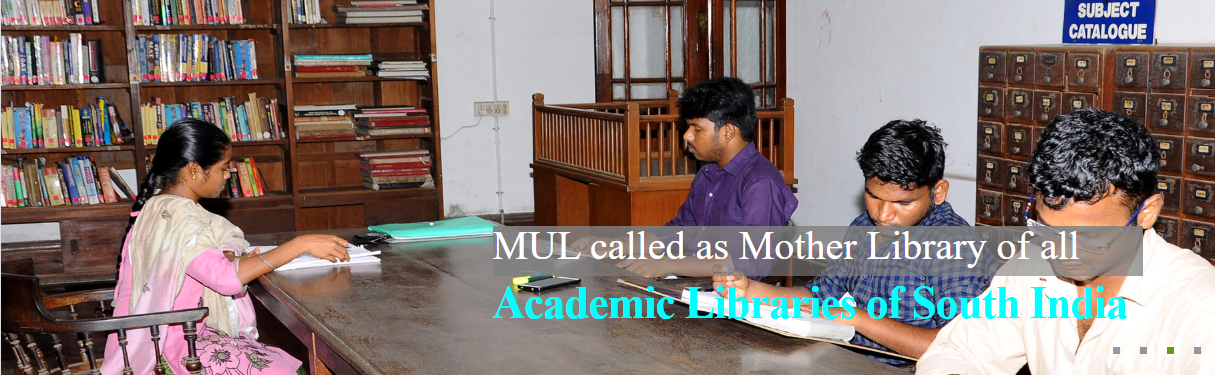 SUBJECT
CATALOGUE
MUL called as Mother Library of all
Academic Libraries of South India